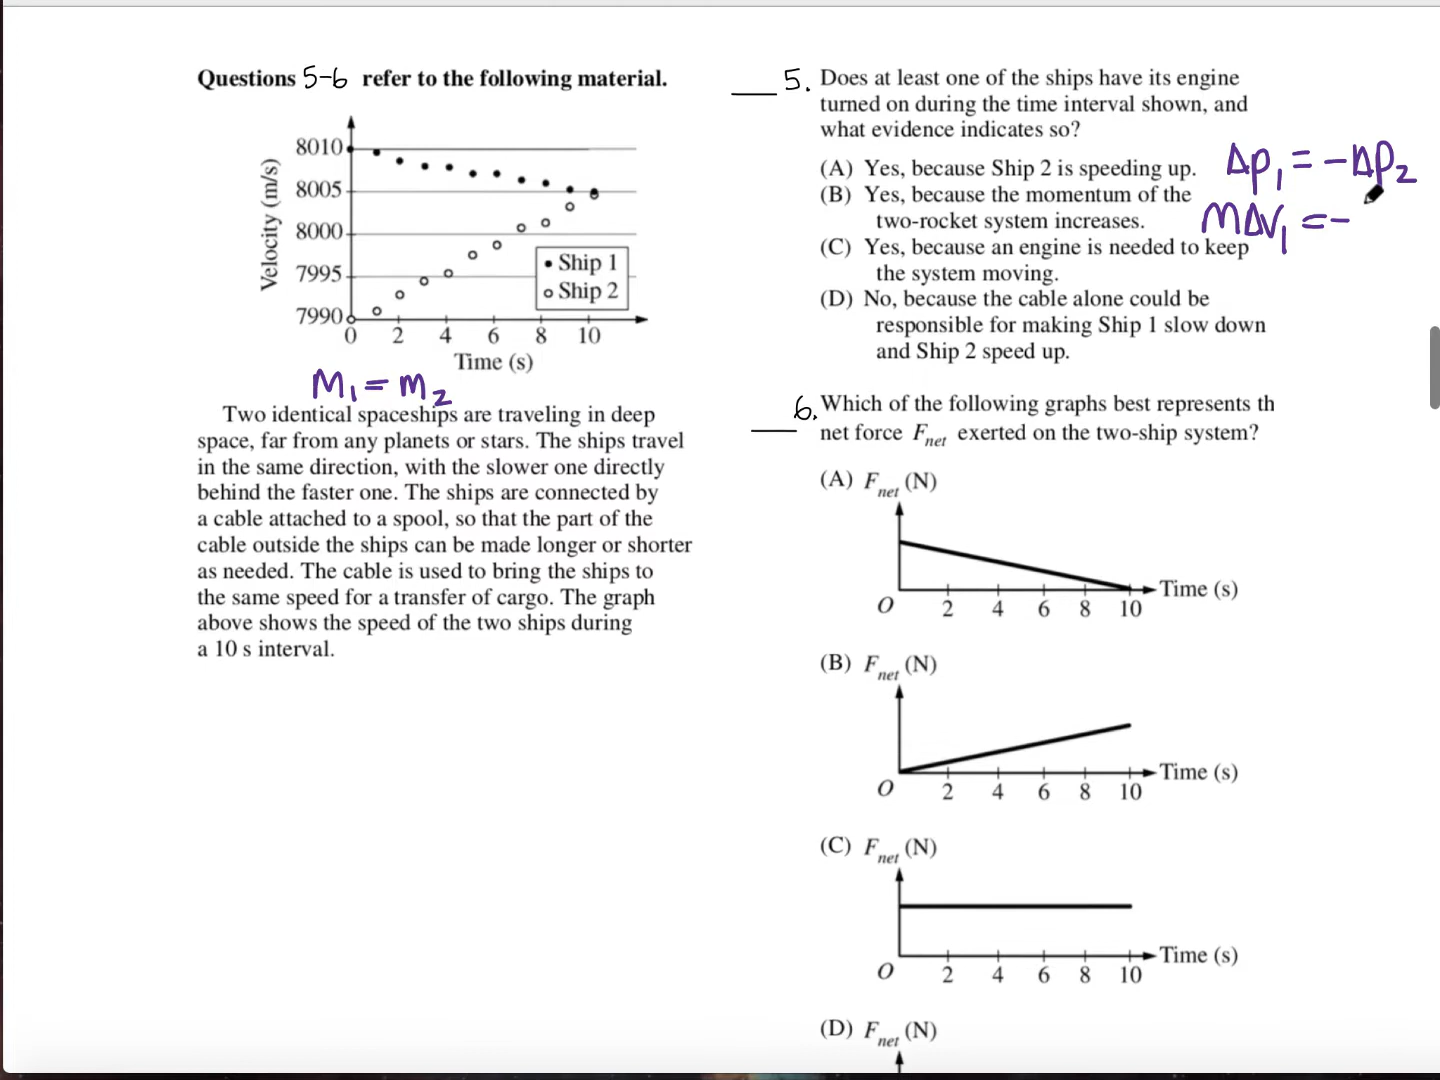 Questions 5-6 refer to the following material.
8010
8005
8000
7995
7990
Velocity (m/s)
• Ship 1
o Ship 2
0 2 4 6 8 10
Time (s)
M₁ = m₂
Two identical spaceships are traveling in deep
space, far from any planets or stars. The ships travel
in the same direction, with the slower one directly
behind the faster one. The ships are connected by
a cable attached to a spool, so that the part of the
cable outside the ships can be made longer or shorter
as needed. The cable is used to bring the ships to
the same speed for a transfer of cargo. The graph
above shows the speed of the two ships during
a 10 s interval.
5. Does at least one of the ships have its engine
turned on during the time interval shown, and
what evidence indicates so?
(A) Yes, because Ship 2 is speeding up.
(B) Yes, because the momentum of the
two-rocket system increases.
(C) Yes, because an engine is needed to keep
the system moving.
(D) No, because the cable alone could be
responsible for making Ship 1 slow down
and Ship 2 speed up.
Δp₁ = -Δp₂
mΔv₁ = -
6. Which of the following graphs best represents th
net force Fnet exerted on the two-ship system?
(A) Fnet (N)
O 2 4 6 8 10
Time (s)
(B) Fnet (N)
O 2 4 6 8 10
Time (s)
(C) Fnet (N)
O 2 4 6 8 10
Time (s)
(D) Fnet (N)